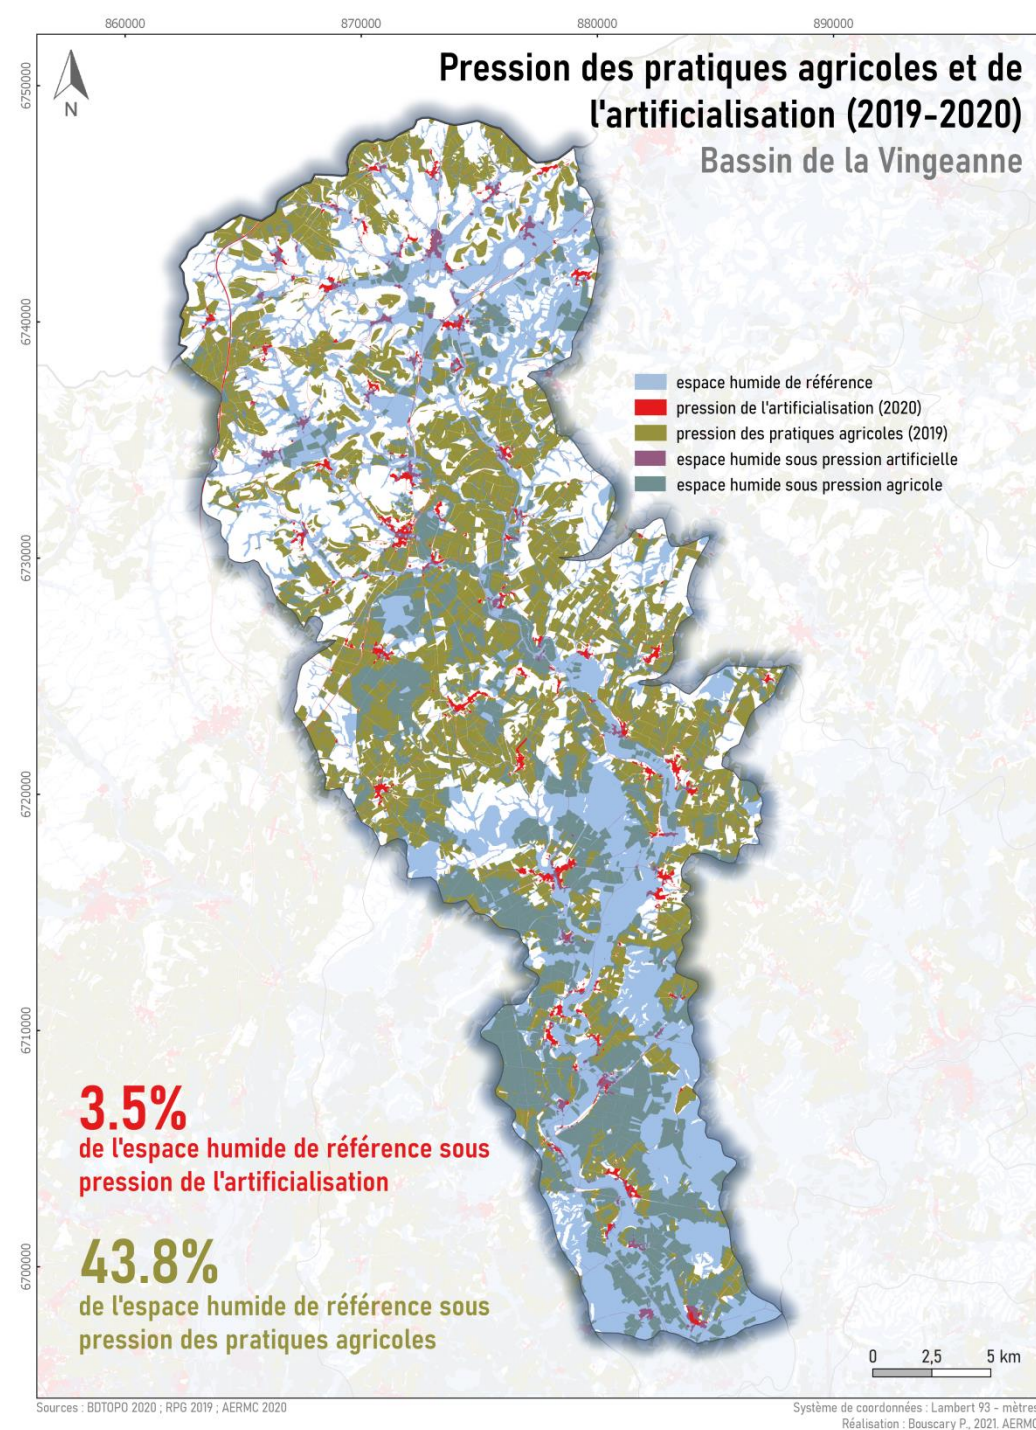 860000
870000
880000
890000
6750000
6740000
6730000
6720000
6710000
6700000
N
Pression des pratiques agricoles et de
l'artificialisation (2019-2020)
Bassin de la Vingeanne
espace humide de référence
pression de l'artificialisation (2020)
pression des pratiques agricoles (2019)
espace humide sous pression artificielle
espace humide sous pression agricole
3.5%
de l'espace humide de référence sous
pression de l'artificialisation
43.8%
de l'espace humide de référence sous
pression des pratiques agricoles
0 2,5 5 km
Sources : BDTOPO 2020 ; RPG 2019 ; AERMC 2020
Système de coordonnées : Lambert 93 - mètres
Réalisation : Bouscary P., 2021. AERMC